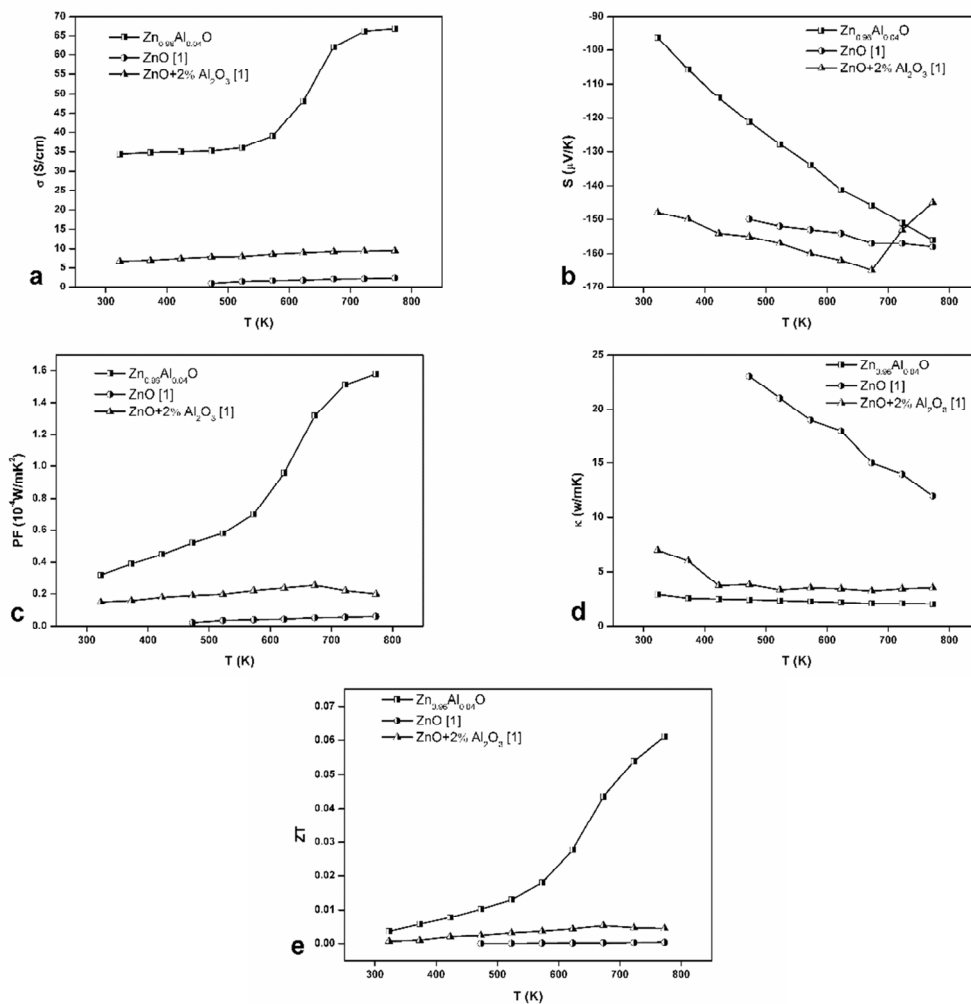 Zn0.96Al0.04O
ZnO [1]
ZnO+2% Al2O3 [1]
70
65
60
55
50
45
40
35
30
25
20
15
10
5
0
σ (S/cm)
300 400 500 600 700 800
T (K)
a
Zn0.96Al0.04O
ZnO [1]
ZnO+2% Al2O3 [1]
-90
-100
-110
-120
-130
-140
-150
-160
-170
S (μV/K)
300 400 500 600 700 800
T (K)
b
Zn0.96Al0.04O
ZnO [1]
ZnO+2% Al2O3 [1]
1.6
1.4
1.2
1.0
0.8
0.6
0.4
0.2
0.0
PF (10-4W/mK2)
300 400 500 600 700 800
T (K)
c
Zn0.96Al0.04O
ZnO [1]
ZnO+2% Al2O3 [1]
25
20
15
10
5
0
κ (w/mK)
300 400 500 600 700 800
T (K)
d
Zn0.96Al0.04O
ZnO [1]
ZnO+2% Al2O3 [1]
0.07
0.06
0.05
0.04
0.03
0.02
0.01
0.00
ZT
300 400 500 600 700 800
T (K)
e